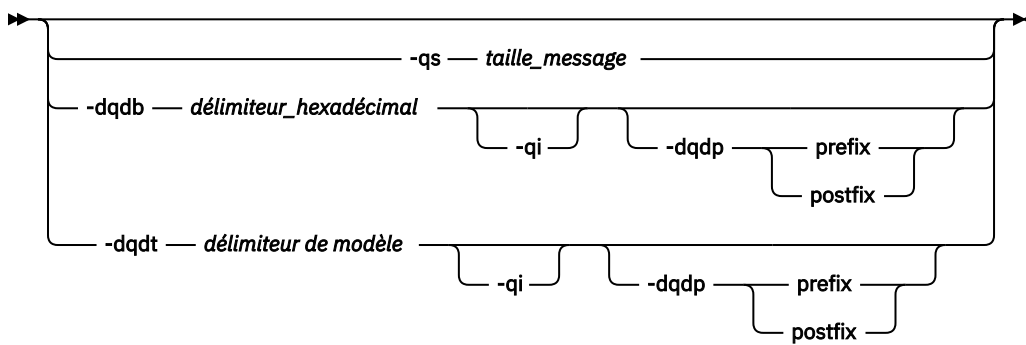 -qs taille_message
-dqdb délimiteur_hexadécimal
-qi -dqdp prefix
postfix
-dqdt délimiteur de modèle
-qi -dqdp prefix
postfix